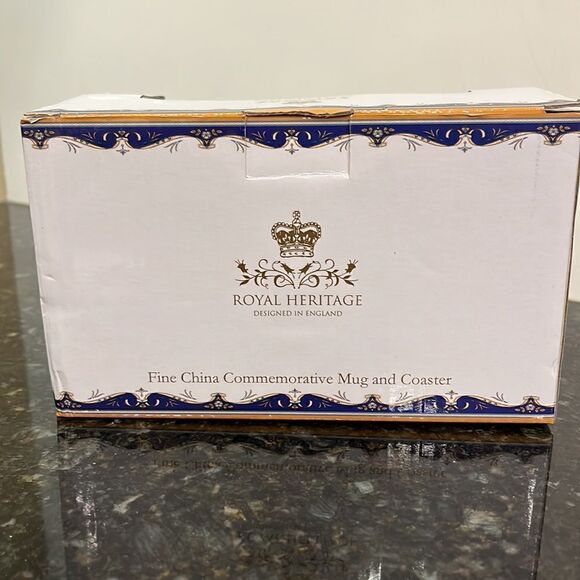 ROYAL HERITAGE
DESIGNED IN ENGLAND
Fine China Commemorative Mug and Coaster